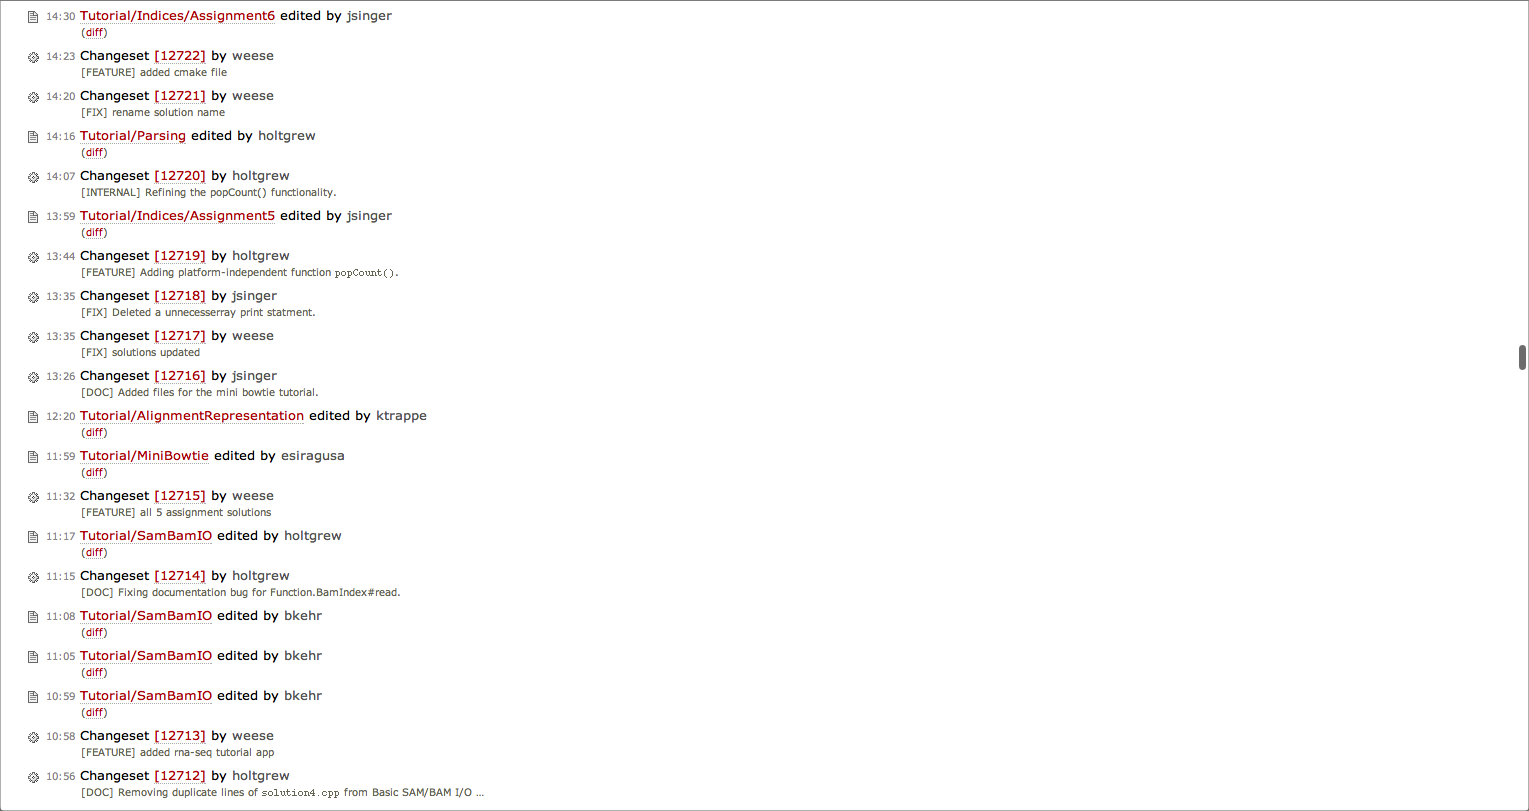 14:30 Tutorial/Indices/Assignment6 edited by jsinger
(diff)
14:23 Changeset [12722] by weese
[FEATURE] added cmake file
14:20 Changeset [12721] by weese
[FIX] rename solution name
14:16 Tutorial/Parsing edited by holtgrew
(diff)
14:07 Changeset [12720] by holtgrew
[INTERNAL] Refining the popCount() functionality.
13:59 Tutorial/Indices/Assignment5 edited by jsinger
(diff)
13:44 Changeset [12719] by holtgrew
[FEATURE] Adding platform-independent function popCount().
13:35 Changeset [12718] by jsinger
[FIX] Deleted a unnecesserray print statment.
13:35 Changeset [12717] by weese
[FIX] solutions updated
13:26 Changeset [12716] by jsinger
[DOC] Added files for the mini bowtie tutorial.
12:20 Tutorial/AlignmentRepresentation edited by ktrappe
(diff)
11:59 Tutorial/MiniBowtie edited by esiragusa
(diff)
11:32 Changeset [12715] by weese
[FEATURE] all 5 assignment solutions
11:17 Tutorial/SamBamIO edited by holtgrew
(diff)
11:15 Changeset [12714] by holtgrew
[DOC] Fixing documentation bug for Function.BamIndex#read.
11:08 Tutorial/SamBamIO edited by bkehr
(diff)
11:05 Tutorial/SamBamIO edited by bkehr
(diff)
10:59 Tutorial/SamBamIO edited by bkehr
(diff)
10:58 Changeset [12713] by weese
[FEATURE] added rna-seq tutorial app
10:56 Changeset [12712] by holtgrew
[DOC] Removing duplicate lines of solution4.cpp from Basic SAM/BAM I/O ...